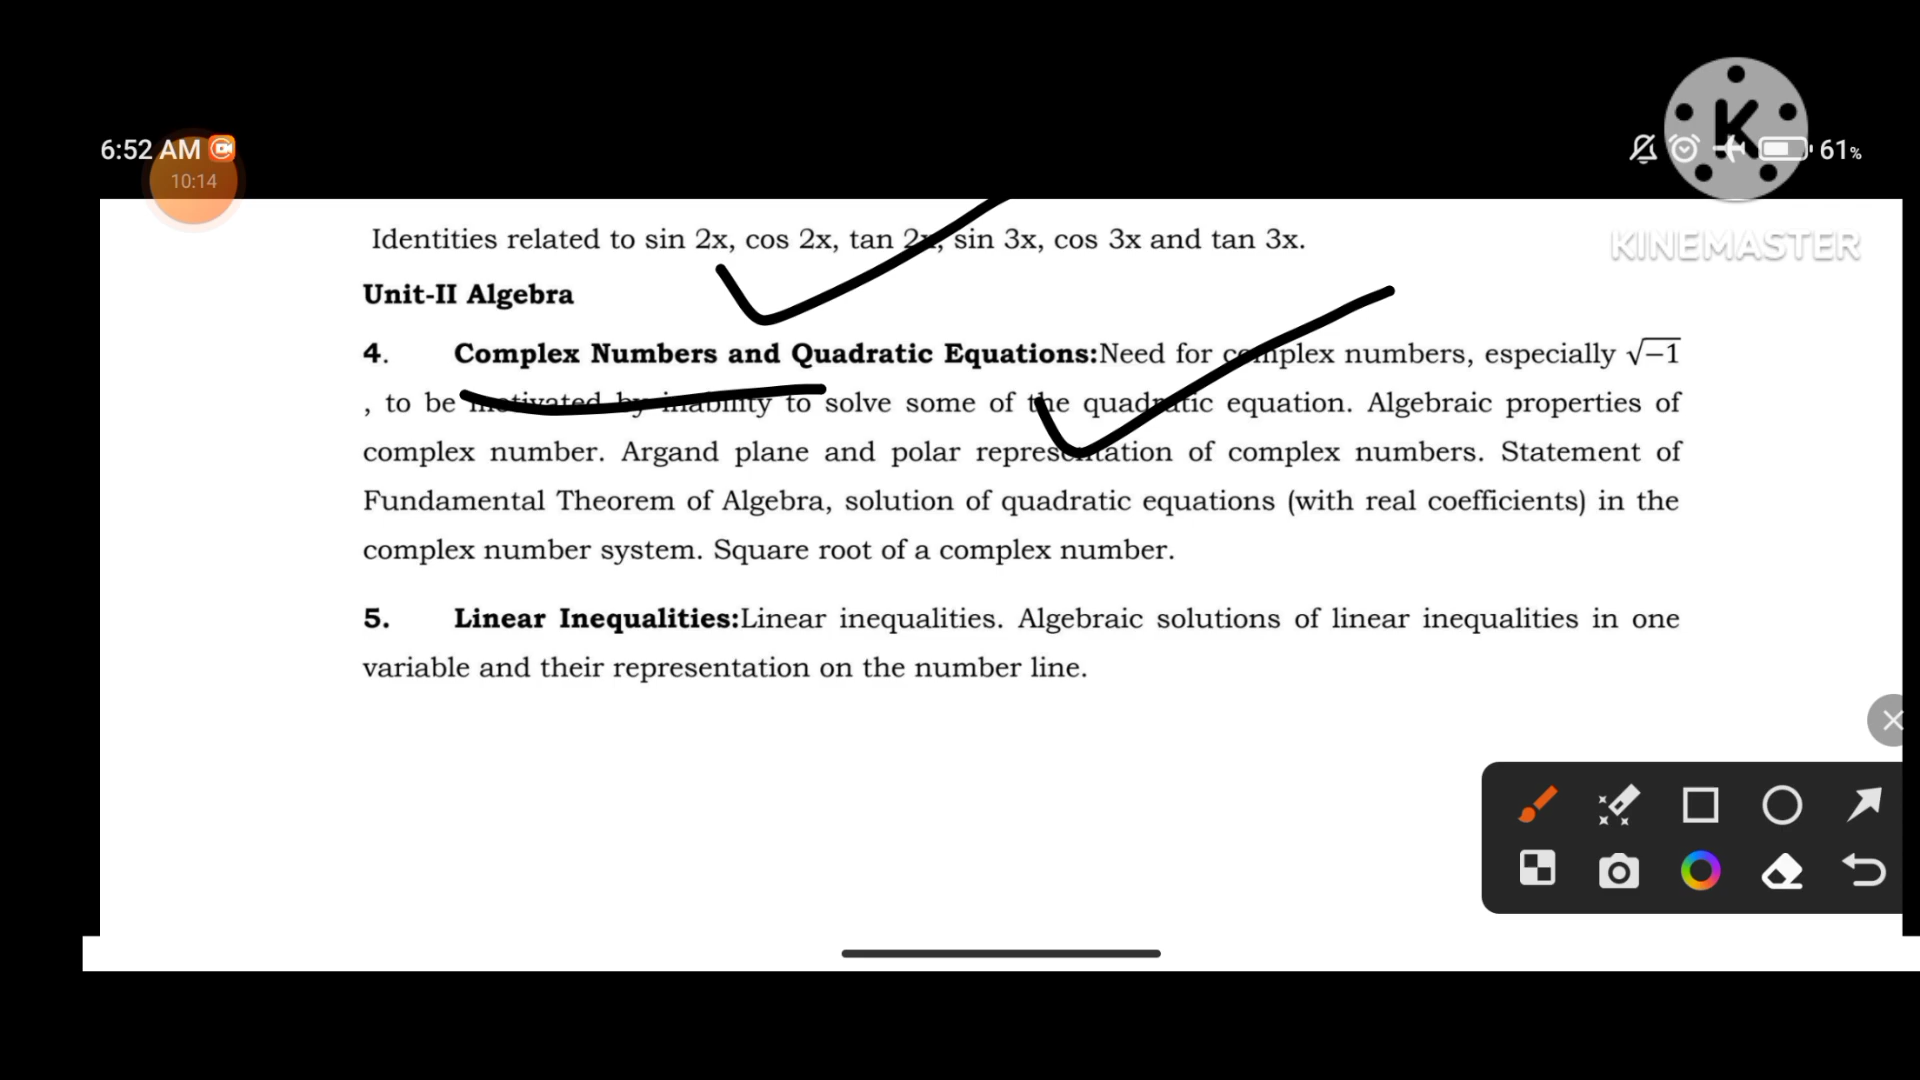 6:52 AM
10:14
61%
K
KINEMASTER
Identities related to sin 2x, cos 2x, tan 2x, sin 3x, cos 3x and tan 3x.
Unit-II Algebra
4. Complex Numbers and Quadratic Equations:Need for complex numbers, especially √−1
, to be motivated by inability to solve some of the quadratic equation. Algebraic properties of
complex number. Argand plane and polar representation of complex numbers. Statement of
Fundamental Theorem of Algebra, solution of quadratic equations (with real coefficients) in the
complex number system. Square root of a complex number.
5. Linear Inequalities:Linear inequalities. Algebraic solutions of linear inequalities in one
variable and their representation on the number line.